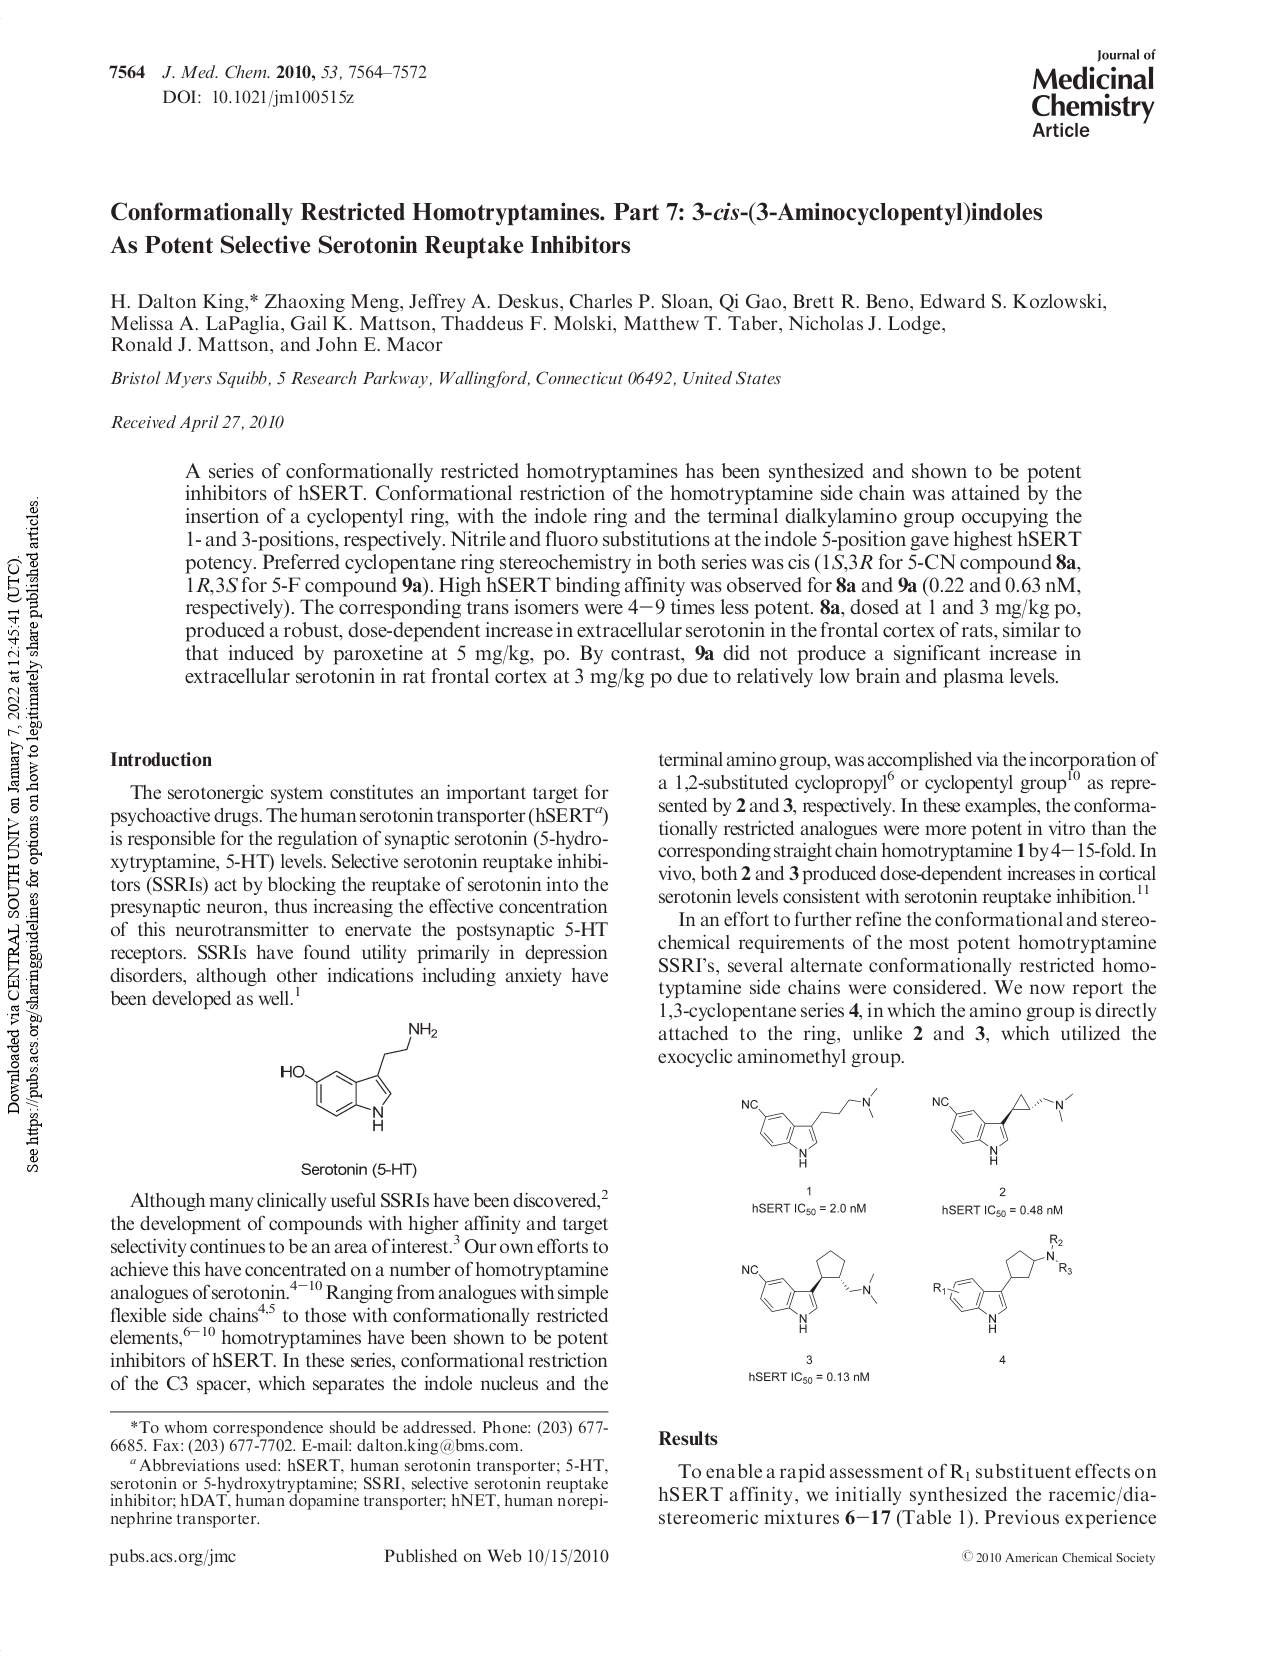 7564 J. Med. Chem. 2010, 53, 7564–7572
DOI: 10.1021/jm100515z
Journal of
Medicinal
Chemistry
Article
Conformationally Restricted Homotryptamines. Part 7: 3-cis-(3-Aminocyclopentyl)indoles
As Potent Selective Serotonin Reuptake Inhibitors
H. Dalton King,* Zhaoxing Meng, Jeffrey A. Deskus, Charles P. Sloan, Qi Gao, Brett R. Beno, Edward S. Kozlowski,
Melissa A. LaPaglia, Gail K. Mattson, Thaddeus F. Molski, Matthew T. Taber, Nicholas J. Lodge,
Ronald J. Mattson, and John E. Macor
Bristol Myers Squibb, 5 Research Parkway, Wallingford, Connecticut 06492, United States
Received April 27, 2010
A series of conformationally restricted homotryptamines has been synthesized and shown to be potent
inhibitors of hSERT. Conformational restriction of the homotryptamine side chain was attained by the
insertion of a cyclopentyl ring, with the indole ring and the terminal dialkylamino group occupying the
1- and 3-positions, respectively. Nitrile and fluoro substitutions at the indole 5-position gave highest hSERT
potency. Preferred cyclopentane ring stereochemistry in both series was cis (1S,3R for 5-CN compound 8a,
1R,3S for 5-F compound 9a). High hSERT binding affinity was observed for 8a and 9a (0.22 and 0.63 nM,
respectively). The corresponding trans isomers were 4−9 times less potent. 8a, dosed at 1 and 3 mg/kg po,
produced a robust, dose-dependent increase in extracellular serotonin in the frontal cortex of rats, similar to
that induced by paroxetine at 5 mg/kg, po. By contrast, 9a did not produce a significant increase in
extracellular serotonin in rat frontal cortex at 3 mg/kg po due to relatively low brain and plasma levels.
Introduction
The serotonergic system constitutes an important target for
psychoactive drugs. The human serotonin transporter (hSERTa)
is responsible for the regulation of synaptic serotonin (5-hydro-
xytryptamine, 5-HT) levels. Selective serotonin reuptake inhibi-
tors (SSRIs) act by blocking the reuptake of serotonin into the
presynaptic neuron, thus increasing the effective concentration
of this neurotransmitter to enervate the postsynaptic 5-HT
receptors. SSRIs have found utility primarily in depression
disorders, although other indications including anxiety have
been developed as well.1
NH2
HO
N
H
Serotonin (5-HT)
Although many clinically useful SSRIs have been discovered,2
the development of compounds with higher affinity and target
selectivity continues to be an area of interest.3 Our own efforts to
achieve this have concentrated on a number of homotryptamine
analogues of serotonin.4−10 Ranging from analogues with simple
flexible side chains4,5 to those with conformationally restricted
elements,6−10 homotryptamines have been shown to be potent
inhibitors of hSERT. In these series, conformational restriction
of the C3 spacer, which separates the indole nucleus and the
*To whom correspondence should be addressed. Phone: (203) 677-
6685. Fax: (203) 677-7702. E-mail: dalton.king@bms.com.
a Abbreviations used: hSERT, human serotonin transporter; 5-HT,
serotonin or 5-hydroxytryptamine; SSRI, selective serotonin reuptake
inhibitor; hDAT, human dopamine transporter; hNET, human norepi-
nephrine transporter.
terminal amino group, was accomplished via the incorporation of
a 1,2-substituted cyclopropyl6 or cyclopentyl group10 as repre-
sented by 2 and 3, respectively. In these examples, the conforma-
tionally restricted analogues were more potent in vitro than the
corresponding straight chain homotryptamine 1 by 4−15-fold. In
vivo, both 2 and 3 produced dose-dependent increases in cortical
serotonin levels consistent with serotonin reuptake inhibition.11
In an effort to further refine the conformational and stereo-
chemical requirements of the most potent homotryptamine
SSRI's, several alternate conformationally restricted homo-
typtamine side chains were considered. We now report the
1,3-cyclopentane series 4, in which the amino group is directly
attached to the ring, unlike 2 and 3, which utilized the
exocyclic aminomethyl group.
NC
N
N
H
1
hSERT IC50 = 2.0 nM
NC
N
N
H
2
hSERT IC50 = 0.48 nM
NC
N
N
H
3
hSERT IC50 = 0.13 nM
R2
N
R3
R1
N
H
4
Results
To enable a rapid assessment of R1 substituent effects on
hSERT affinity, we initially synthesized the racemic/dia-
stereomeric mixtures 6−17 (Table 1). Previous experience
pubs.acs.org/jmc
Published on Web 10/15/2010
© 2010 American Chemical Society
Downloaded via CENTRAL SOUTH UNIV on January 7, 2022 at 12:45:41 (UTC).
See https://pubs.acs.org/sharingguidelines for options on how to legitimately share published articles.